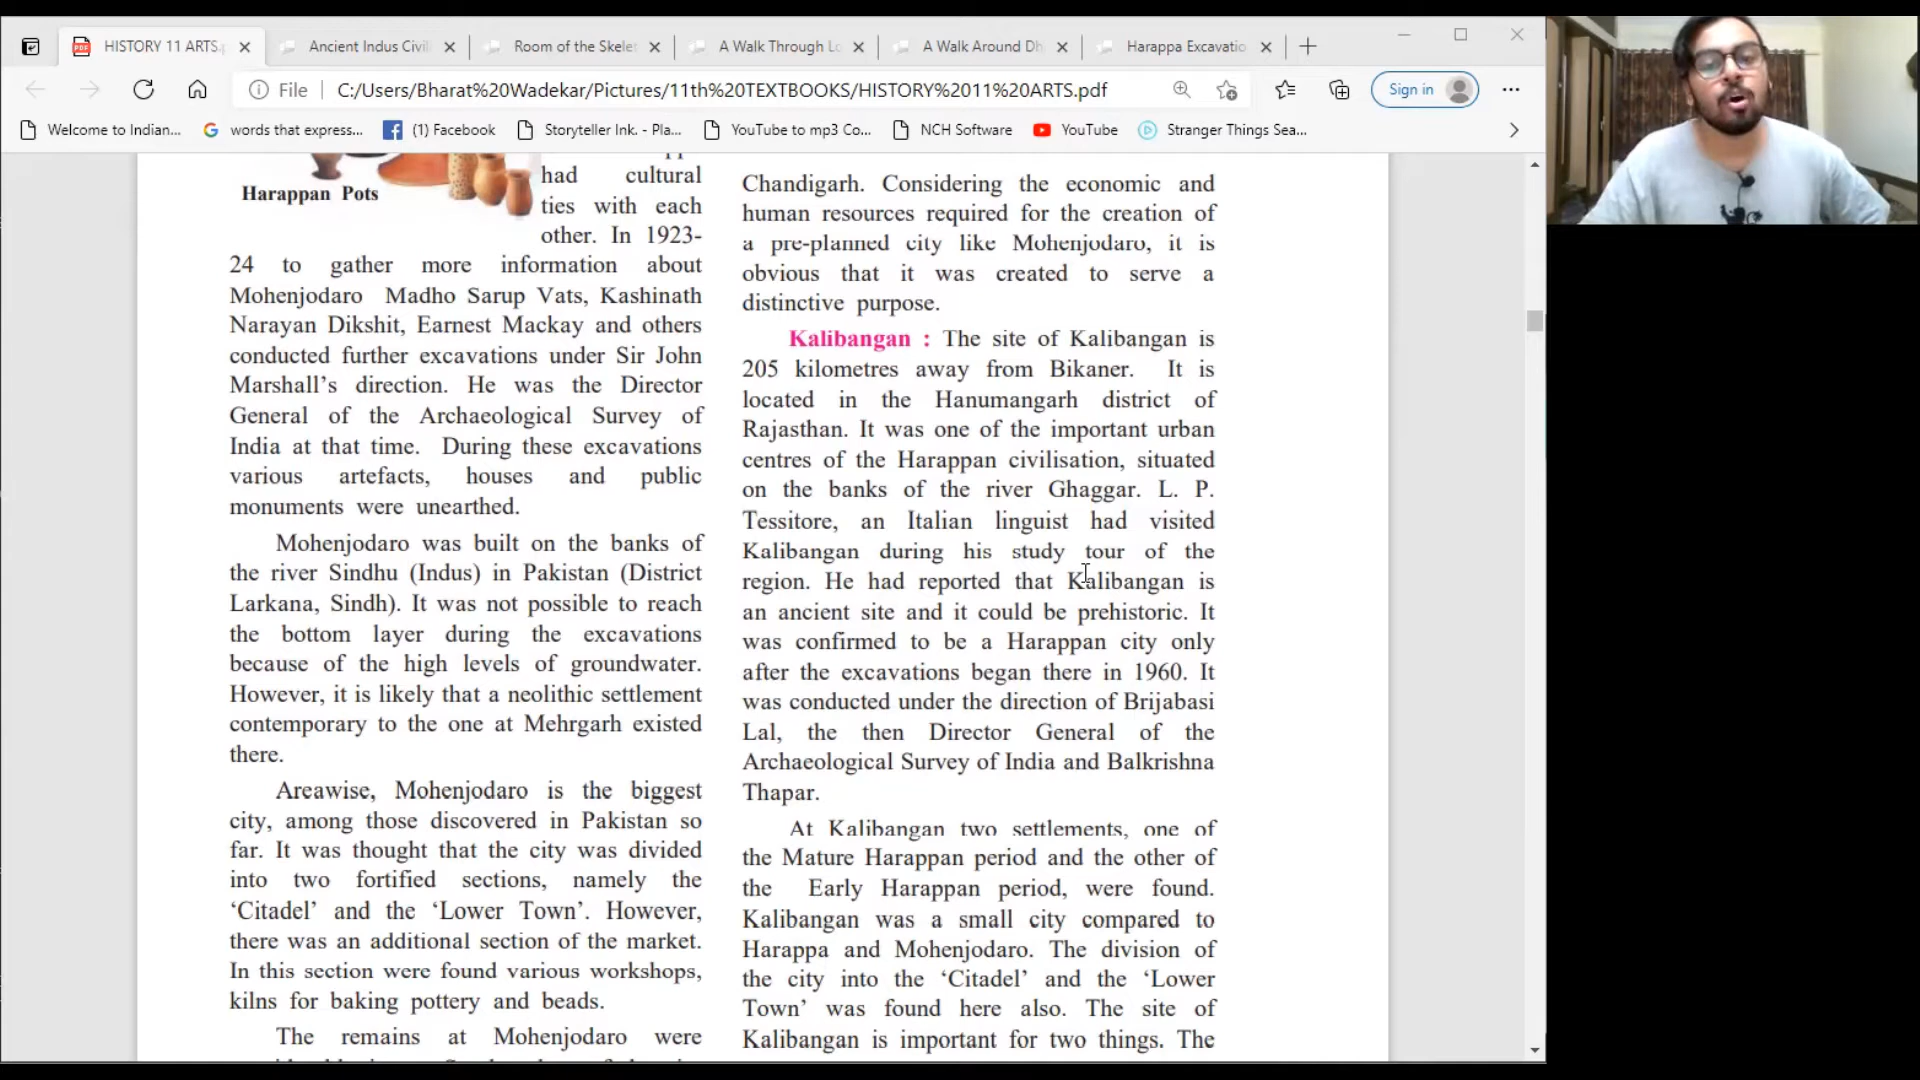 HISTORY 11 ARTS.p
Ancient Indus Civil
Room of the Skele
A Walk Through Lo
A Walk Around Dh
Harappa Excavatio
File
C:/Users/Bharat%20Wadekar/Pictures/11th%20TEXTBOOKS/HISTORY%2011%20ARTS.pdf
Sign in
Welcome to Indian...
words that express...
(1) Facebook
Storyteller Ink. - Pla...
YouTube to mp3 Co...
NCH Software
YouTube
Stranger Things Sea...
Harappan Pots
had cultural
ties with each
other. In 1923-
24 to gather more information about
Mohenjodaro Madho Sarup Vats, Kashinath
Narayan Dikshit, Earnest Mackay and others
conducted further excavations under Sir John
Marshall's direction. He was the Director
General of the Archaeological Survey of
India at that time. During these excavations
various artefacts, houses and public
monuments were unearthed.
Mohenjodaro was built on the banks of
the river Sindhu (Indus) in Pakistan (District
Larkana, Sindh). It was not possible to reach
the bottom layer during the excavations
because of the high levels of groundwater.
However, it is likely that a neolithic settlement
contemporary to the one at Mehrgarh existed
there.
Areawise, Mohenjodaro is the biggest
city, among those discovered in Pakistan so
far. It was thought that the city was divided
into two fortified sections, namely the
‘Citadel’ and the ‘Lower Town’. However,
there was an additional section of the market.
In this section were found various workshops,
kilns for baking pottery and beads.
The remains at Mohenjodaro were
Chandigarh. Considering the economic and
human resources required for the creation of
a pre-planned city like Mohenjodaro, it is
obvious that it was created to serve a
distinctive purpose.
Kalibangan : The site of Kalibangan is
205 kilometres away from Bikaner. It is
located in the Hanumangarh district of
Rajasthan. It was one of the important urban
centres of the Harappan civilisation, situated
on the banks of the river Ghaggar. L. P.
Tessitore, an Italian linguist had visited
Kalibangan during his study tour of the
region. He had reported that Kalibangan is
an ancient site and it could be prehistoric. It
was confirmed to be a Harappan city only
after the excavations began there in 1960. It
was conducted under the direction of Brijabasi
Lal, the then Director General of the
Archaeological Survey of India and Balkrishna
Thapar.
At Kalibangan two settlements, one of
the Mature Harappan period and the other of
the Early Harappan period, were found.
Kalibangan was a small city compared to
Harappa and Mohenjodaro. The division of
the city into the ‘Citadel’ and the ‘Lower
Town’ was found here also. The site of
Kalibangan is important for two things. The